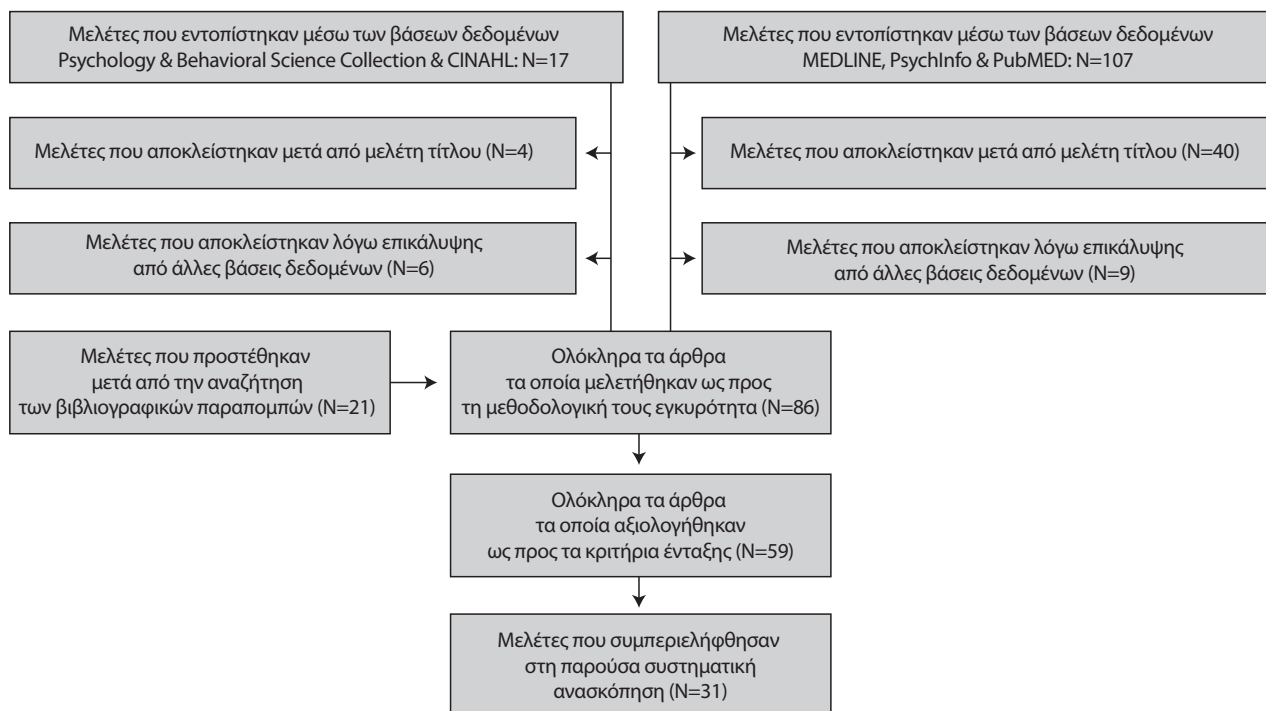 Μελέτες που εντοπίστηκαν μέσω των βάσεων δεδομένων
Psychology & Behavioral Science Collection & CINAHL: N=17
Μελέτες που εντοπίστηκαν μέσω των βάσεων δεδομένων
MEDLINE, PsychInfo & PubMED: N=107
Μελέτες που αποκλείστηκαν μετά από μελέτη τίτλου (N=4)
Μελέτες που αποκλείστηκαν μετά από μελέτη τίτλου (N=40)
Μελέτες που αποκλείστηκαν λόγω επικάλυψης
από άλλες βάσεις δεδομένων (N=6)
Μελέτες που αποκλείστηκαν λόγω επικάλυψης
από άλλες βάσεις δεδομένων (N=9)
Μελέτες που προστέθηκαν
μετά από την αναζήτηση
των βιβλιογραφικών παραπομπών (N=21)
Ολόκληρα τα άρθρα
τα οποία μελετήθηκαν ως προς
τη μεθοδολογική τους εγκυρότητα (N=86)
Ολόκληρα τα άρθρα
τα οποία αξιολογήθηκαν
ως προς τα κριτήρια ένταξης (N=59)
Μελέτες που συμπεριελήφθησαν
στη παρούσα συστηματική
ανασκόπηση (N=31)